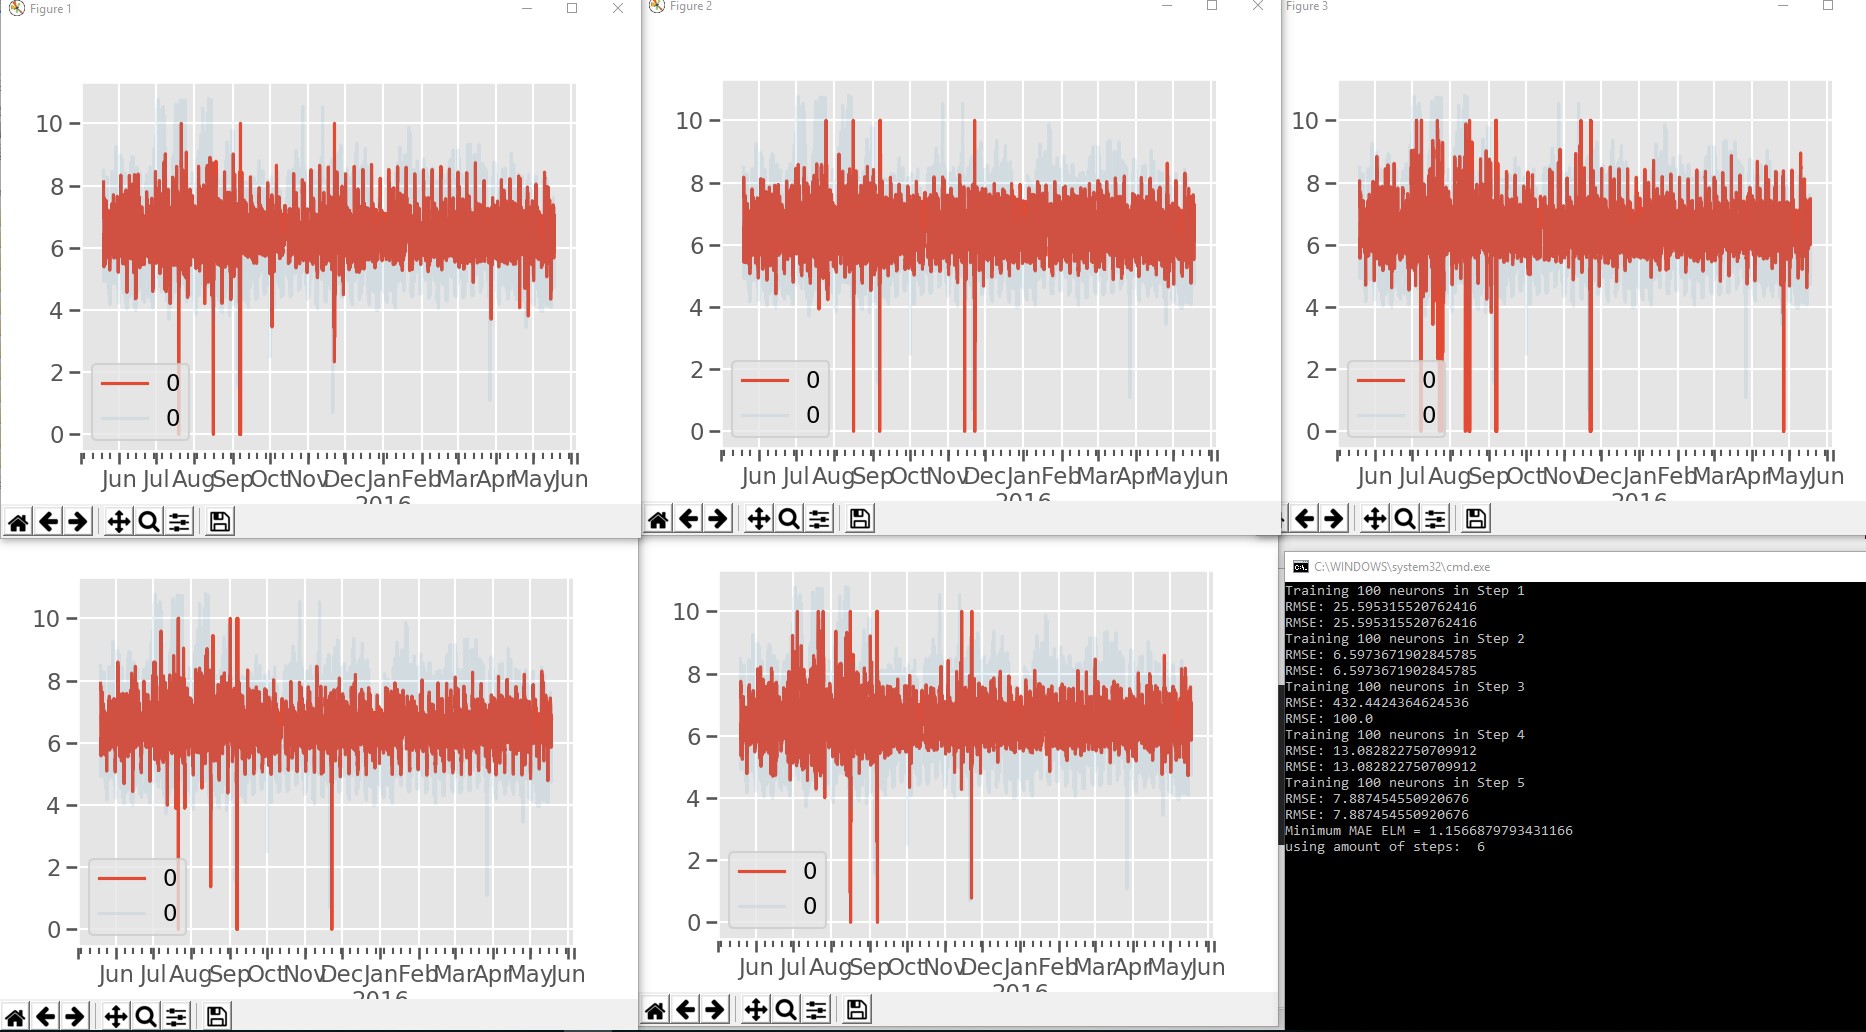 Figure 1
10
8
6
4
2
0
0
0
Jun Jul Aug Sep Oct Nov Dec Jan Feb Mar Apr May Jun
2016
Figure 2
10
8
6
4
2
0
0
0
Jun Jul Aug Sep Oct Nov Dec Jan Feb Mar Apr May Jun
2016
Figure 3
10
8
6
4
2
0
0
0
Jun Jul Aug Sep Oct Nov Dec Jan Feb Mar Apr May Jun
2016
10
8
6
4
2
0
0
0
Jun Jul Aug Sep Oct Nov Dec Jan Feb Mar Apr May Jun
2016
10
8
6
4
2
0
0
0
Jun Jul Aug Sep Oct Nov Dec Jan Feb Mar Apr May Jun
2016
C:\WINDOWS\system32\cmd.exe
Training 100 neurons in Step 1
RMSE: 25.595315520762416
RMSE: 25.595315520762416
Training 100 neurons in Step 2
RMSE: 6.5973671902845785
RMSE: 6.5973671902845785
Training 100 neurons in Step 3
RMSE: 432.4424364624536
RMSE: 100.0
Training 100 neurons in Step 4
RMSE: 13.082822750709912
RMSE: 13.082822750709912
Training 100 neurons in Step 5
RMSE: 7.887454550920676
RMSE: 7.887454550920676
Minimum MAE ELM = 1.1566879793431166
using amount of steps:  6